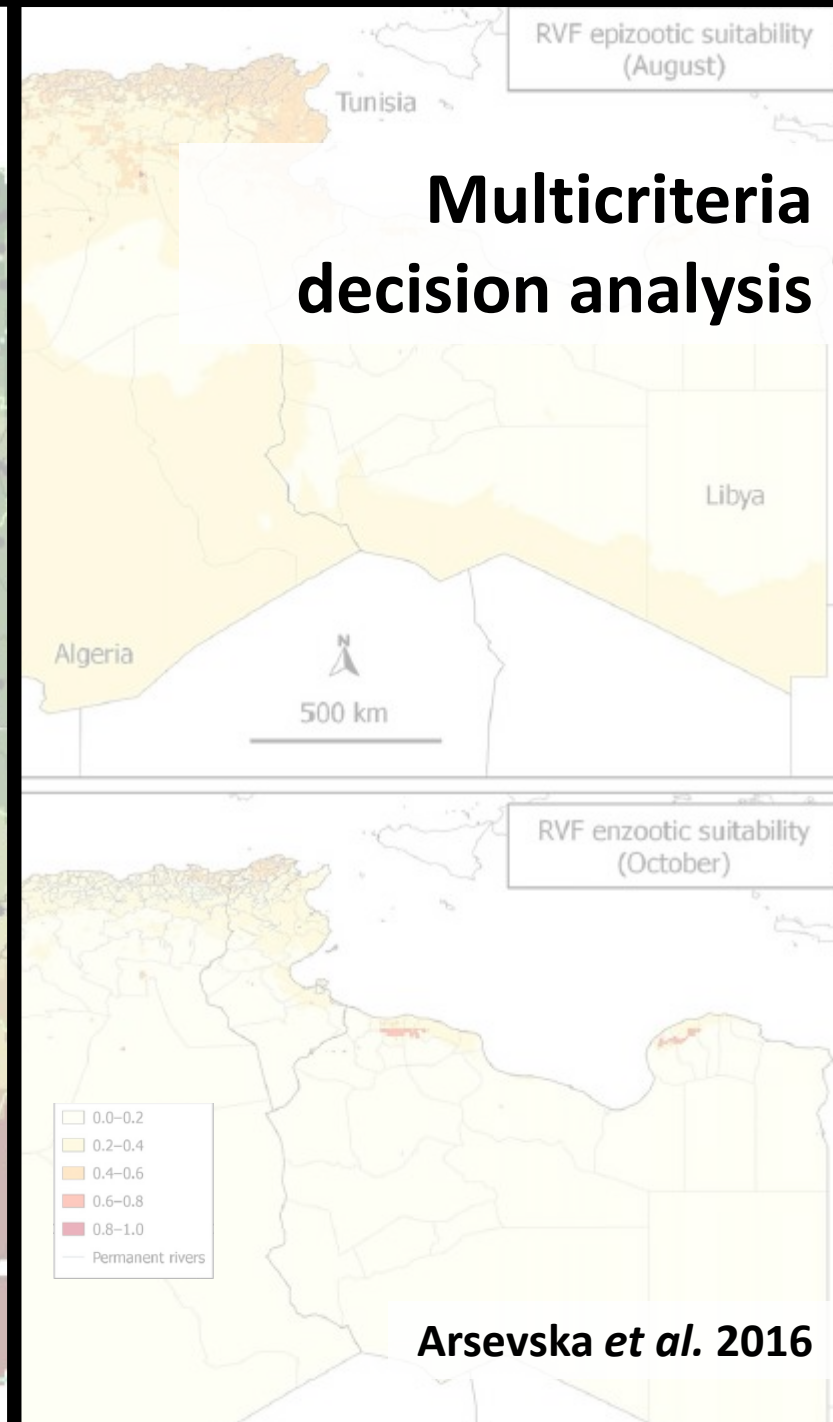 RVF epizootic suitability
(August)
Tunisia
Multicriteria
decision analysis
Libya
Algeria
N
500 km
RVF enzootic suitability
(October)
0.0–0.2
0.2–0.4
0.4–0.6
0.6–0.8
0.8–1.0
Permanent rivers
Arsevska et al. 2016